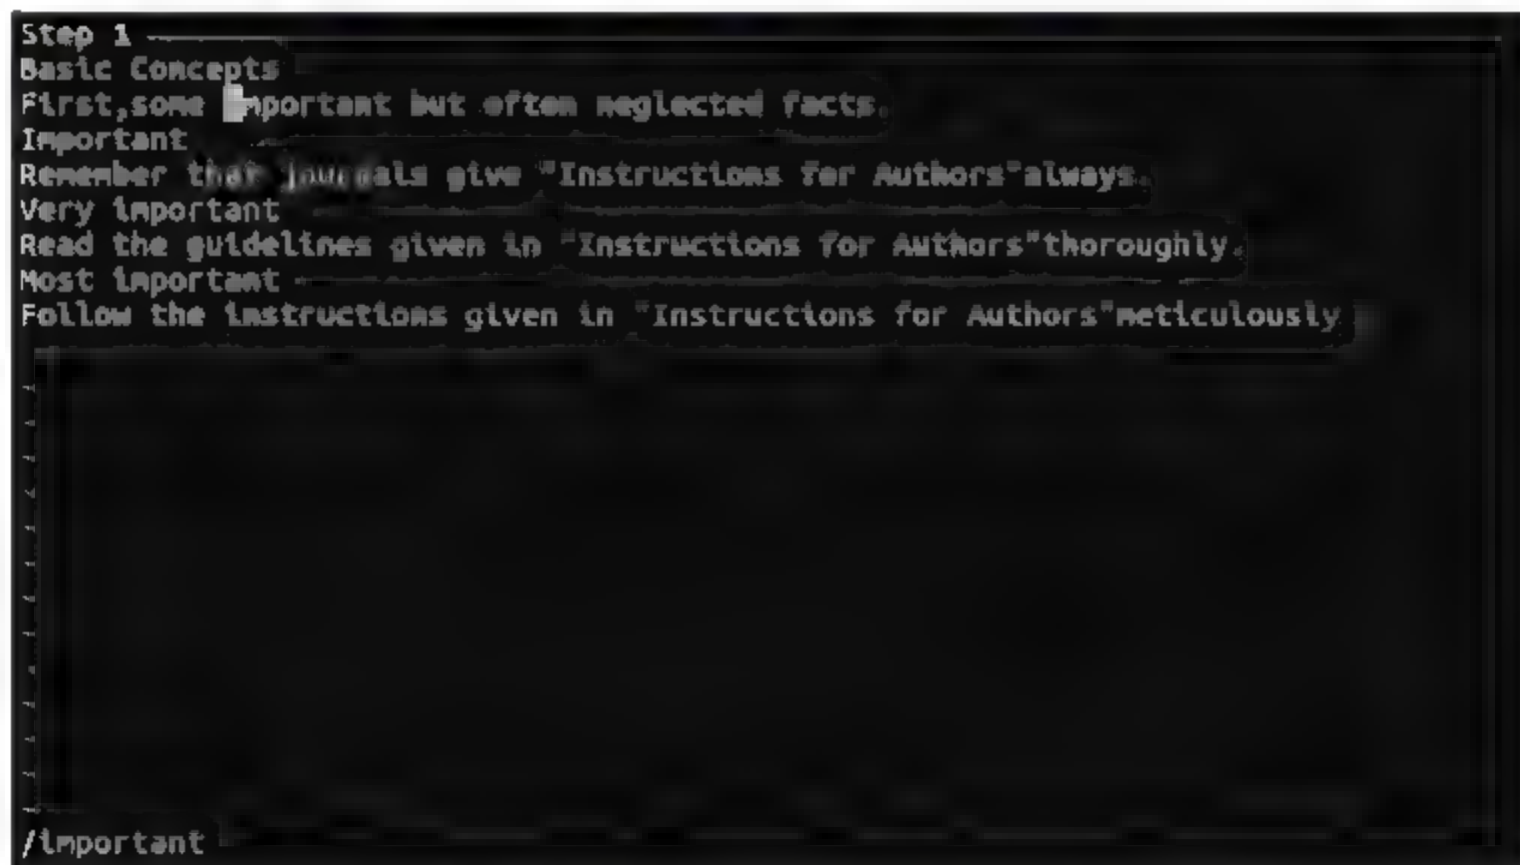 Step 1
Basic Concepts
First,some important but often neglected facts.
Important
Remember that journals give "Instructions for Authors"always.
Very important
Read the guidelines given in "Instructions for Authors"thoroughly.
Most important
Follow the instructions given in "Instructions for Authors"meticulously
~
~
~
~
~
~
~
~
~
~
~
~
~
/important